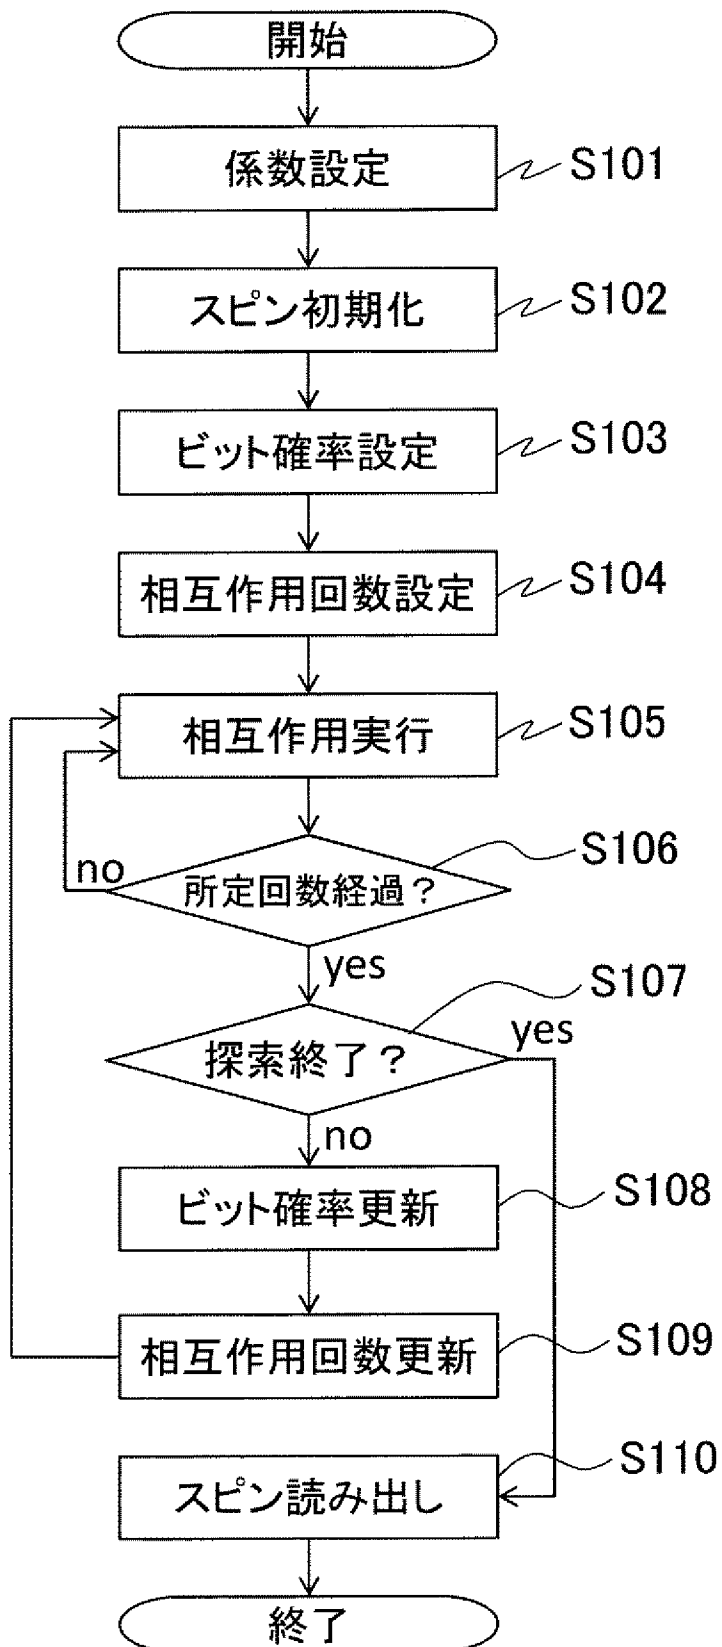 開始
係数設定
S101
スピン初期化
S102
ビット確率設定
S103
相互作用回数設定
S104
相互作用実行
S105
所定回数経過？
S106
no
yes
探索終了？
S107
yes
no
ビット確率更新
S108
相互作用回数更新
S109
スピン読み出し
S110
終了